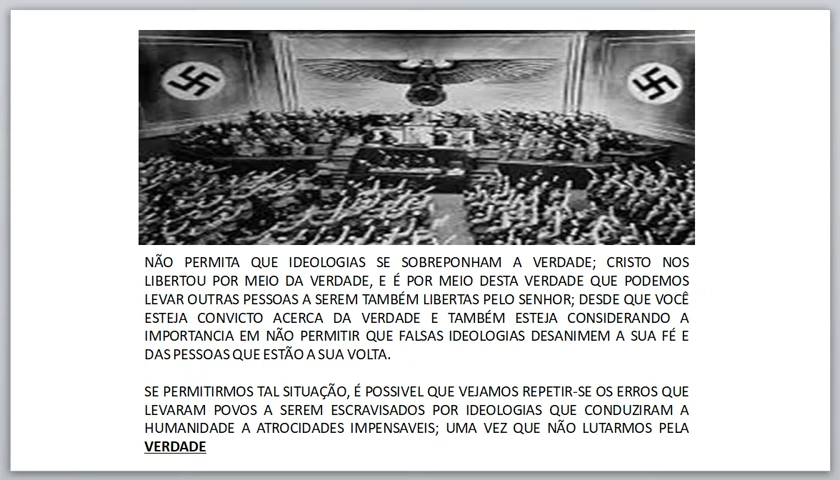 NÃO PERMITA QUE IDEOLOGIAS SE SOBREPONHAM A VERDADE; CRISTO NOS
LIBERTOU POR MEIO DA VERDADE, E É POR MEIO DESTA VERDADE QUE PODEMOS
LEVAR OUTRAS PESSOAS A SEREM TAMBÉM LIBERTAS PELO SENHOR; DESDE QUE VOCÊ
ESTEJA CONVICTO ACERCA DA VERDADE E TAMBÉM ESTEJA CONSIDERANDO A
IMPORTANCIA EM NÃO PERMITIR QUE FALSAS IDEOLOGIAS DESANIMEM A SUA FÉ E
DAS PESSOAS QUE ESTÃO A SUA VOLTA.
SE PERMITIRMOS TAL SITUAÇÃO, É POSSIVEL QUE VEJAMOS REPETIR-SE OS ERROS QUE
LEVARAM POVOS A SEREM ESCRAVISADOS POR IDEOLOGIAS QUE CONDUZIRAM A
HUMANIDADE A ATROCIDADES IMPENSAVEIS; UMA VEZ QUE NÃO LUTARMOS PELA
VERDADE